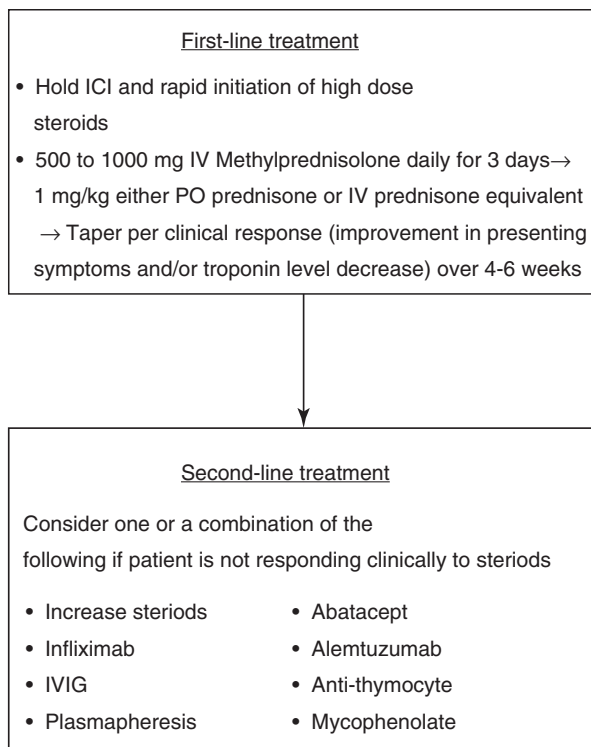 First-line treatment
• Hold ICI and rapid initiation of high dose
steroids
• 500 to 1000 mg IV Methylprednisolone daily for 3 days→
1 mg/kg either PO prednisone or IV prednisone equivalent
→ Taper per clinical response (improvement in presenting
symptoms and/or troponin level decrease) over 4-6 weeks
Second-line treatment
Consider one or a combination of the
following if patient is not responding clinically to steriods
• Increase steriods
• Infliximab
• IVIG
• Plasmapheresis
• Abatacept
• Alemtuzumab
• Anti-thymocyte
• Mycophenolate